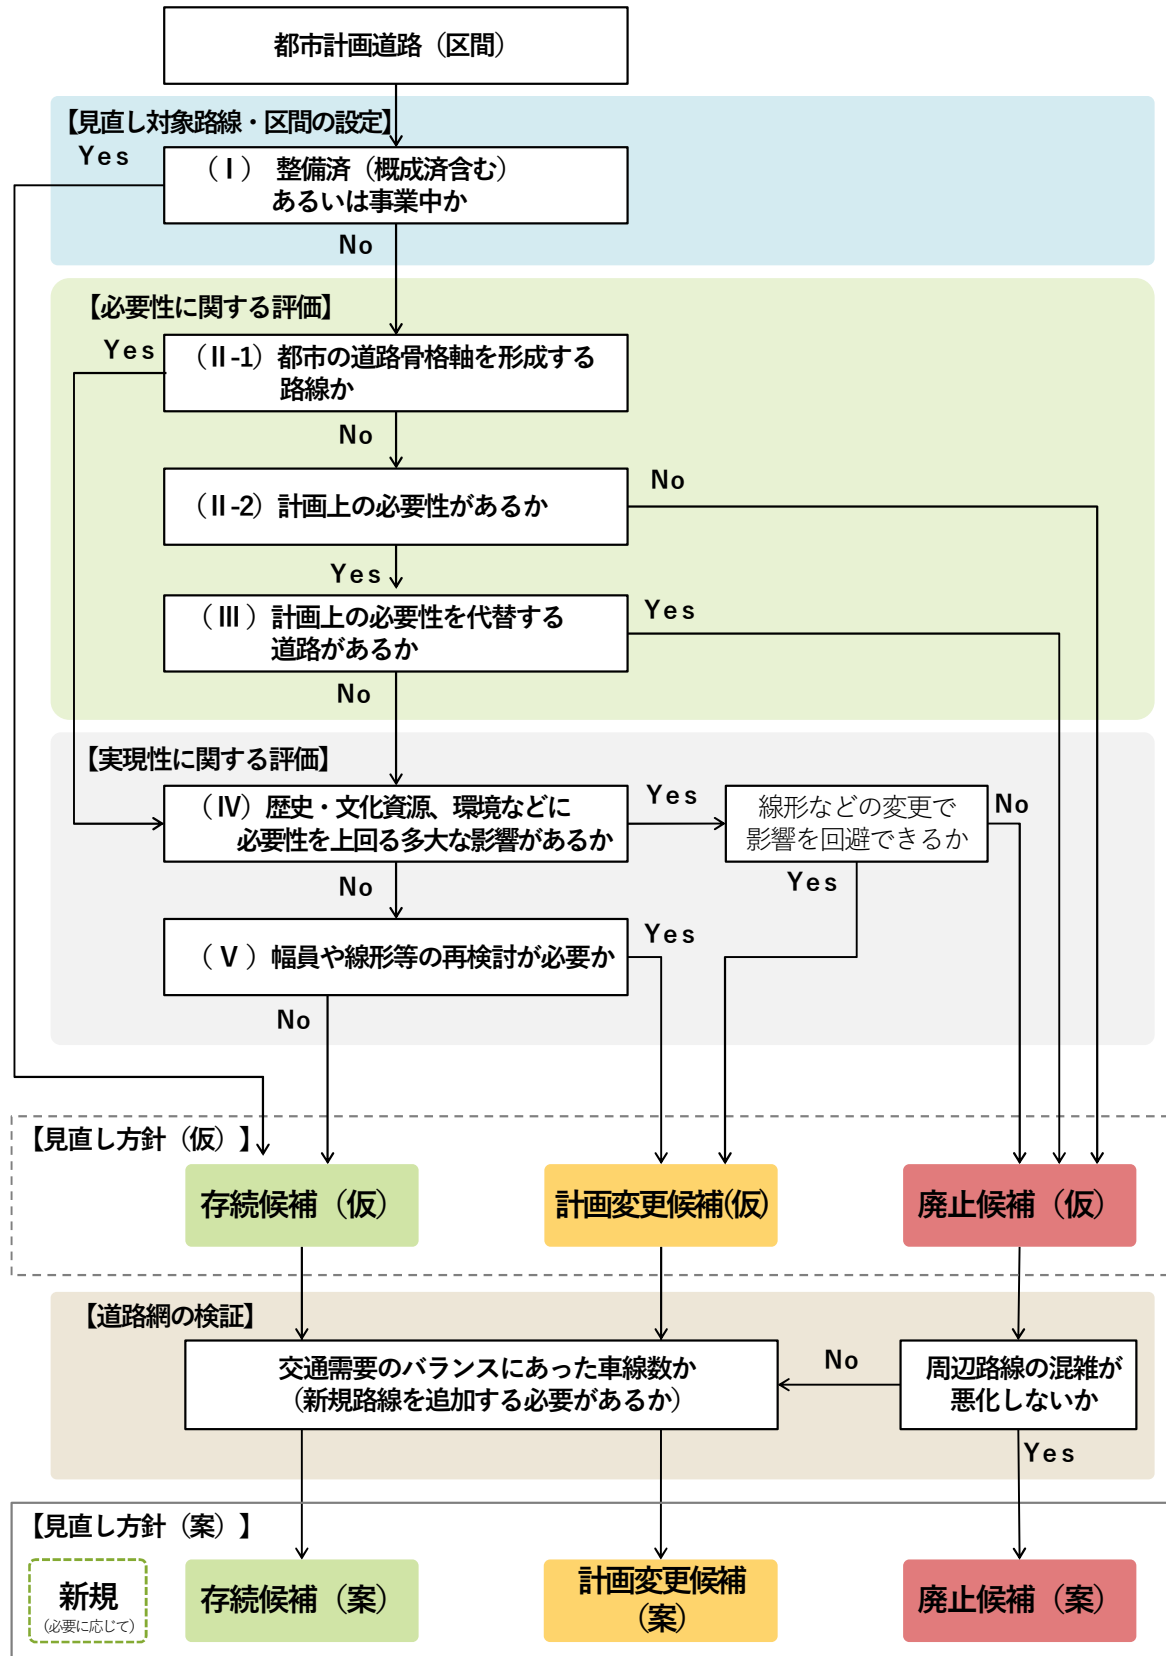 都市計画道路（区間）
【見直し対象路線・区間の設定】
Yes
（Ⅰ） 整備済（概成済含む）
あるいは事業中か
No
【必要性に関する評価】
Yes
（Ⅱ-1）都市の道路骨格軸を形成する
路線か
No
（Ⅱ-2）計画上の必要性があるか
No
Yes
（Ⅲ）計画上の必要性を代替する
道路があるか
Yes
No
【実現性に関する評価】
（Ⅳ）歴史・文化資源、環境などに
必要性を上回る多大な影響があるか
Yes
線形などの変更で
影響を回避できるか
No
Yes
No
（Ⅴ）幅員や線形等の再検討が必要か
Yes
No
【見直し方針（仮）】
存続候補（仮）
計画変更候補(仮)
廃止候補（仮）
【道路網の検証】
交通需要のバランスにあった車線数か
（新規路線を追加する必要があるか）
No
周辺路線の混雑が
悪化しないか
Yes
【見直し方針（案）】
新規
（必要に応じて）
存続候補（案）
計画変更候補
（案）
廃止候補（案）